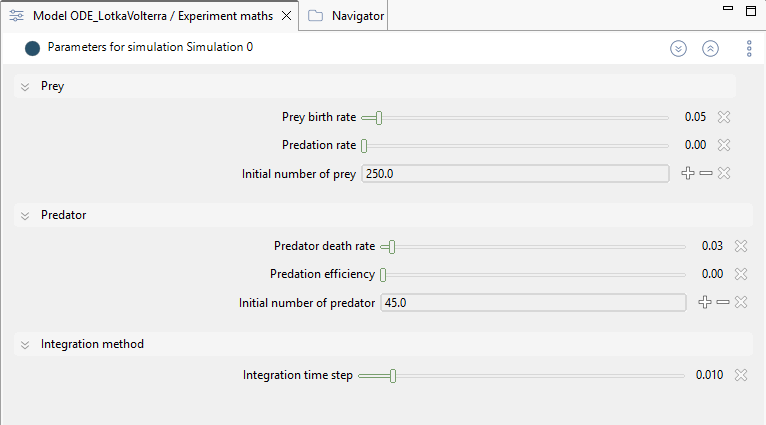 Model ODE_LotkaVolterra / Experiment maths
Navigator
Parameters for simulation Simulation 0
Prey
Prey birth rate 0.05
Predation rate 0.00
Initial number of prey 250.0
Predator
Predator death rate 0.03
Predation efficiency 0.00
Initial number of predator 45.0
Integration method
Integration time step 0.010